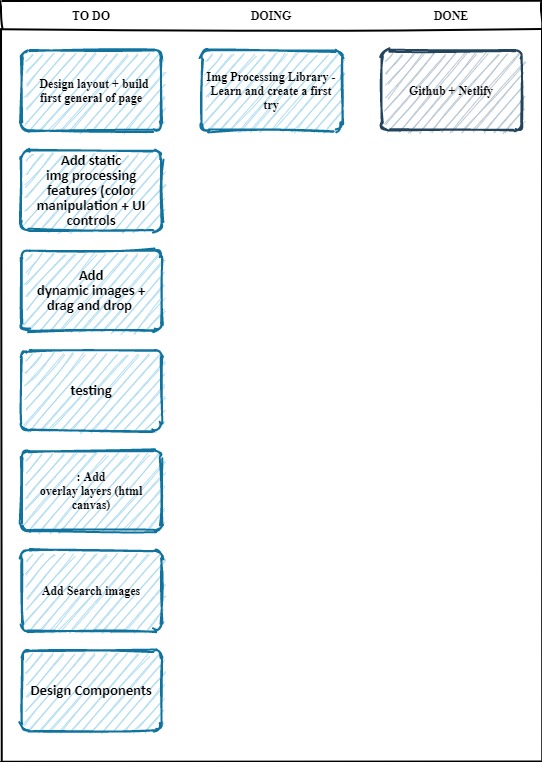 TO DO
DOING
DONE
Design layout + build
first general of page
Img Processing Library -
Learn and create a first
try
Github + Netlify
Add static
img processing
features (color
manipulation + UI
controls
Add
dynamic images +
drag and drop
testing
: Add
overlay layers (html
canvas)
Add Search images
Design Components